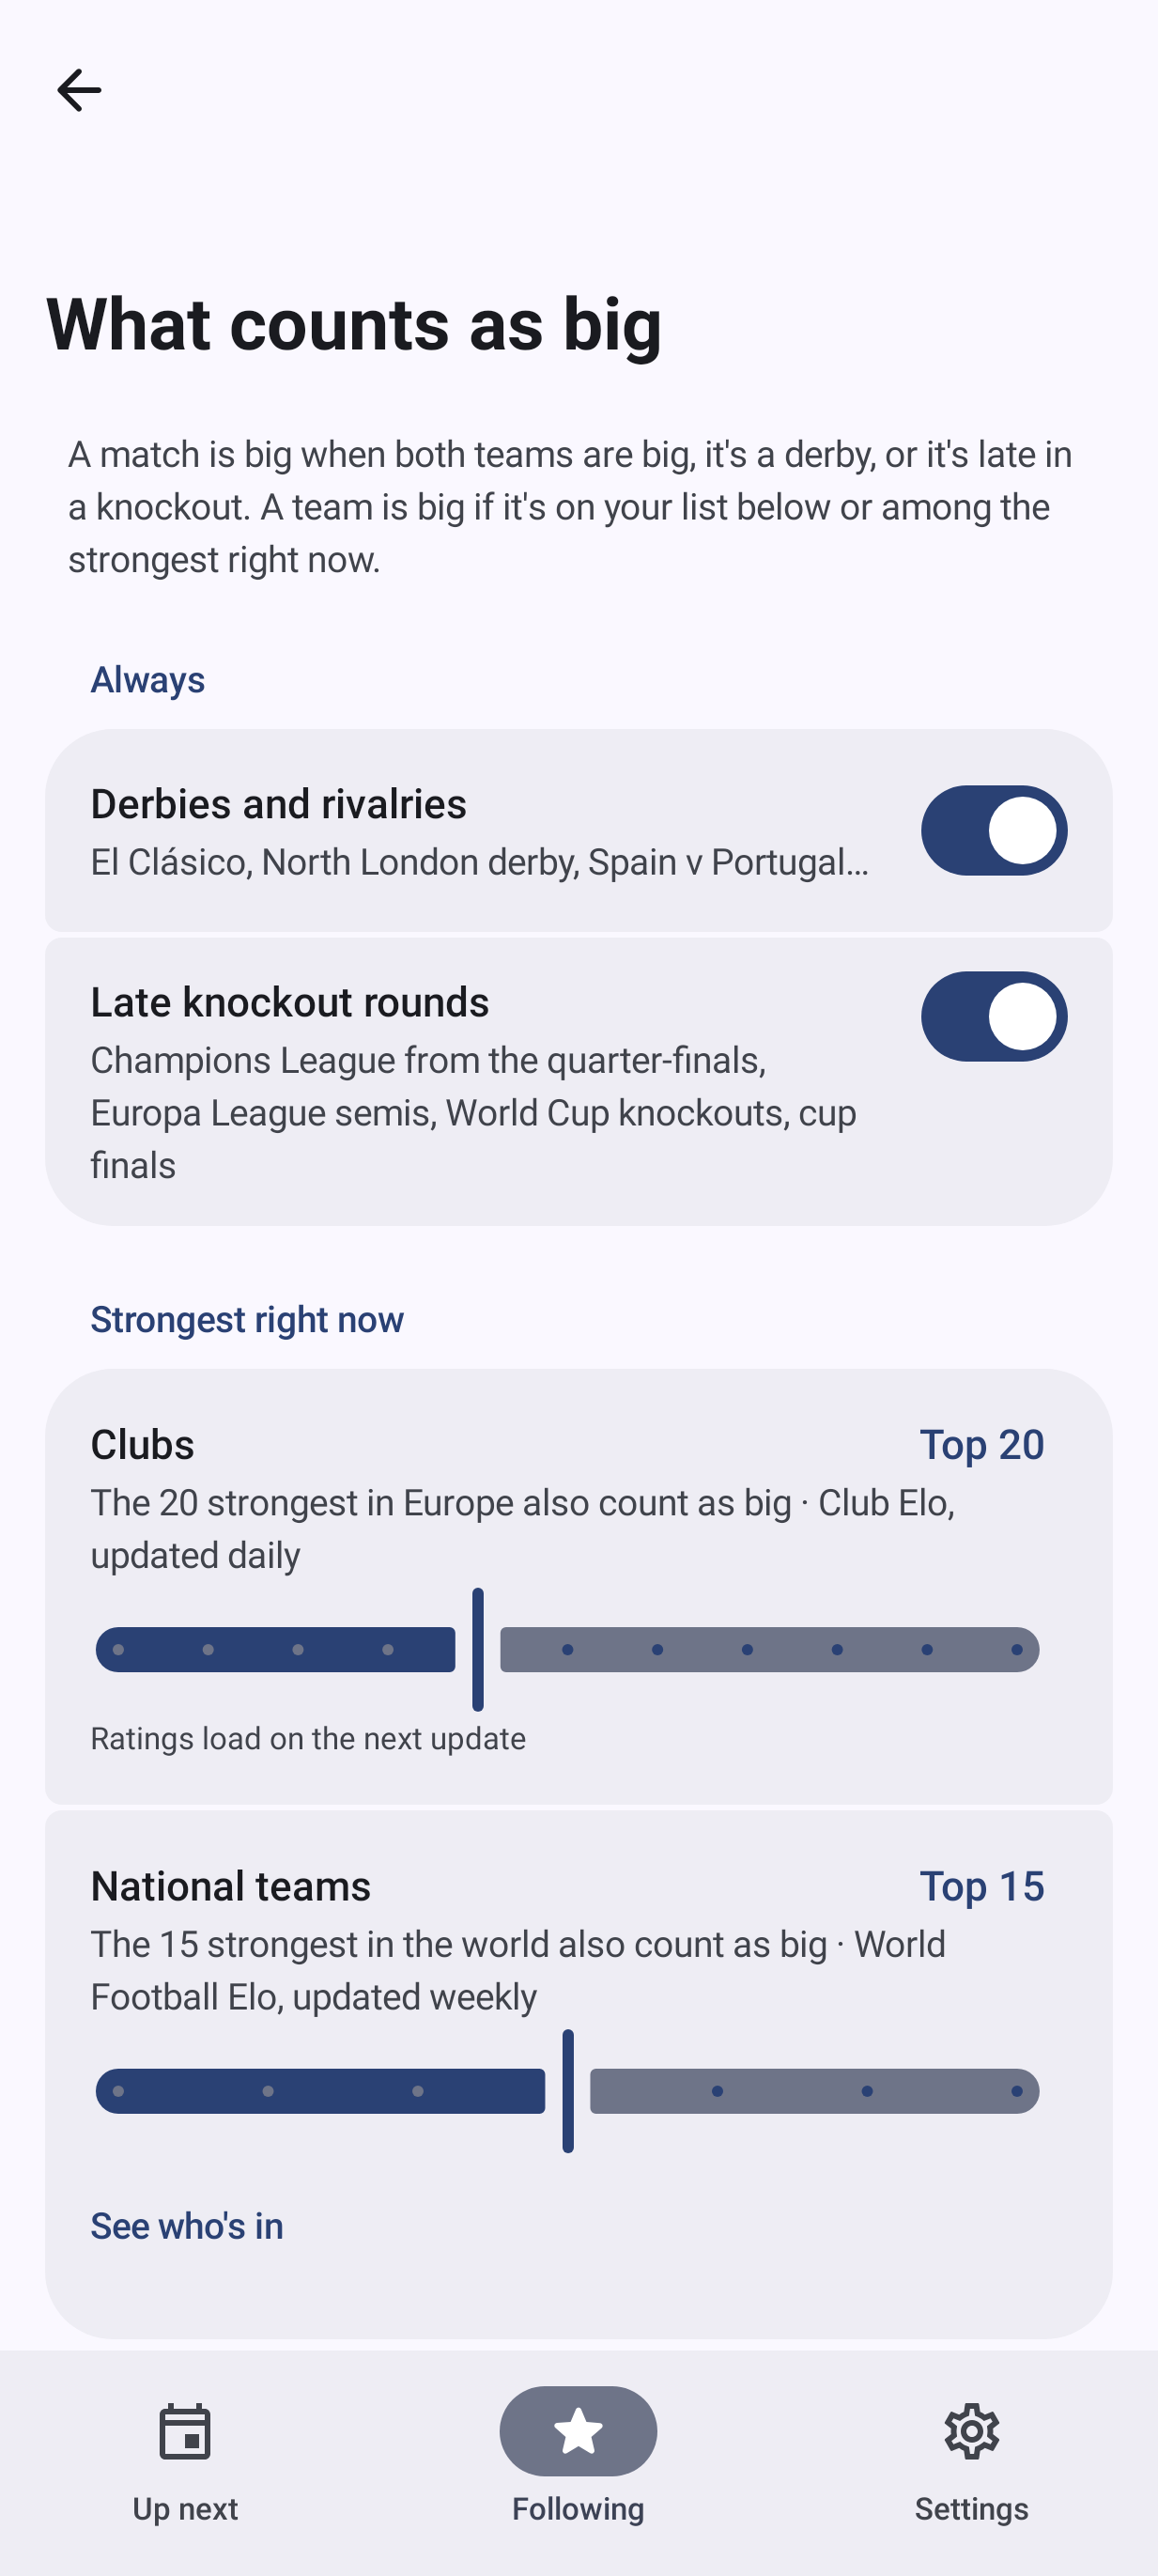 What counts as big
A match is big when both teams are big, it's a derby, or it's late in
a knockout. A team is big if it's on your list below or among the
strongest right now.
Always
Derbies and rivalries
El Clásico, North London derby, Spain v Portugal…
Late knockout rounds
Champions League from the quarter-finals,
Europa League semis, World Cup knockouts, cup
finals
Strongest right now
Clubs
Top 20
The 20 strongest in Europe also count as big · Club Elo,
updated daily
Ratings load on the next update
National teams
Top 15
The 15 strongest in the world also count as big · World
Football Elo, updated weekly
See who's in
Up next
Following
Settings